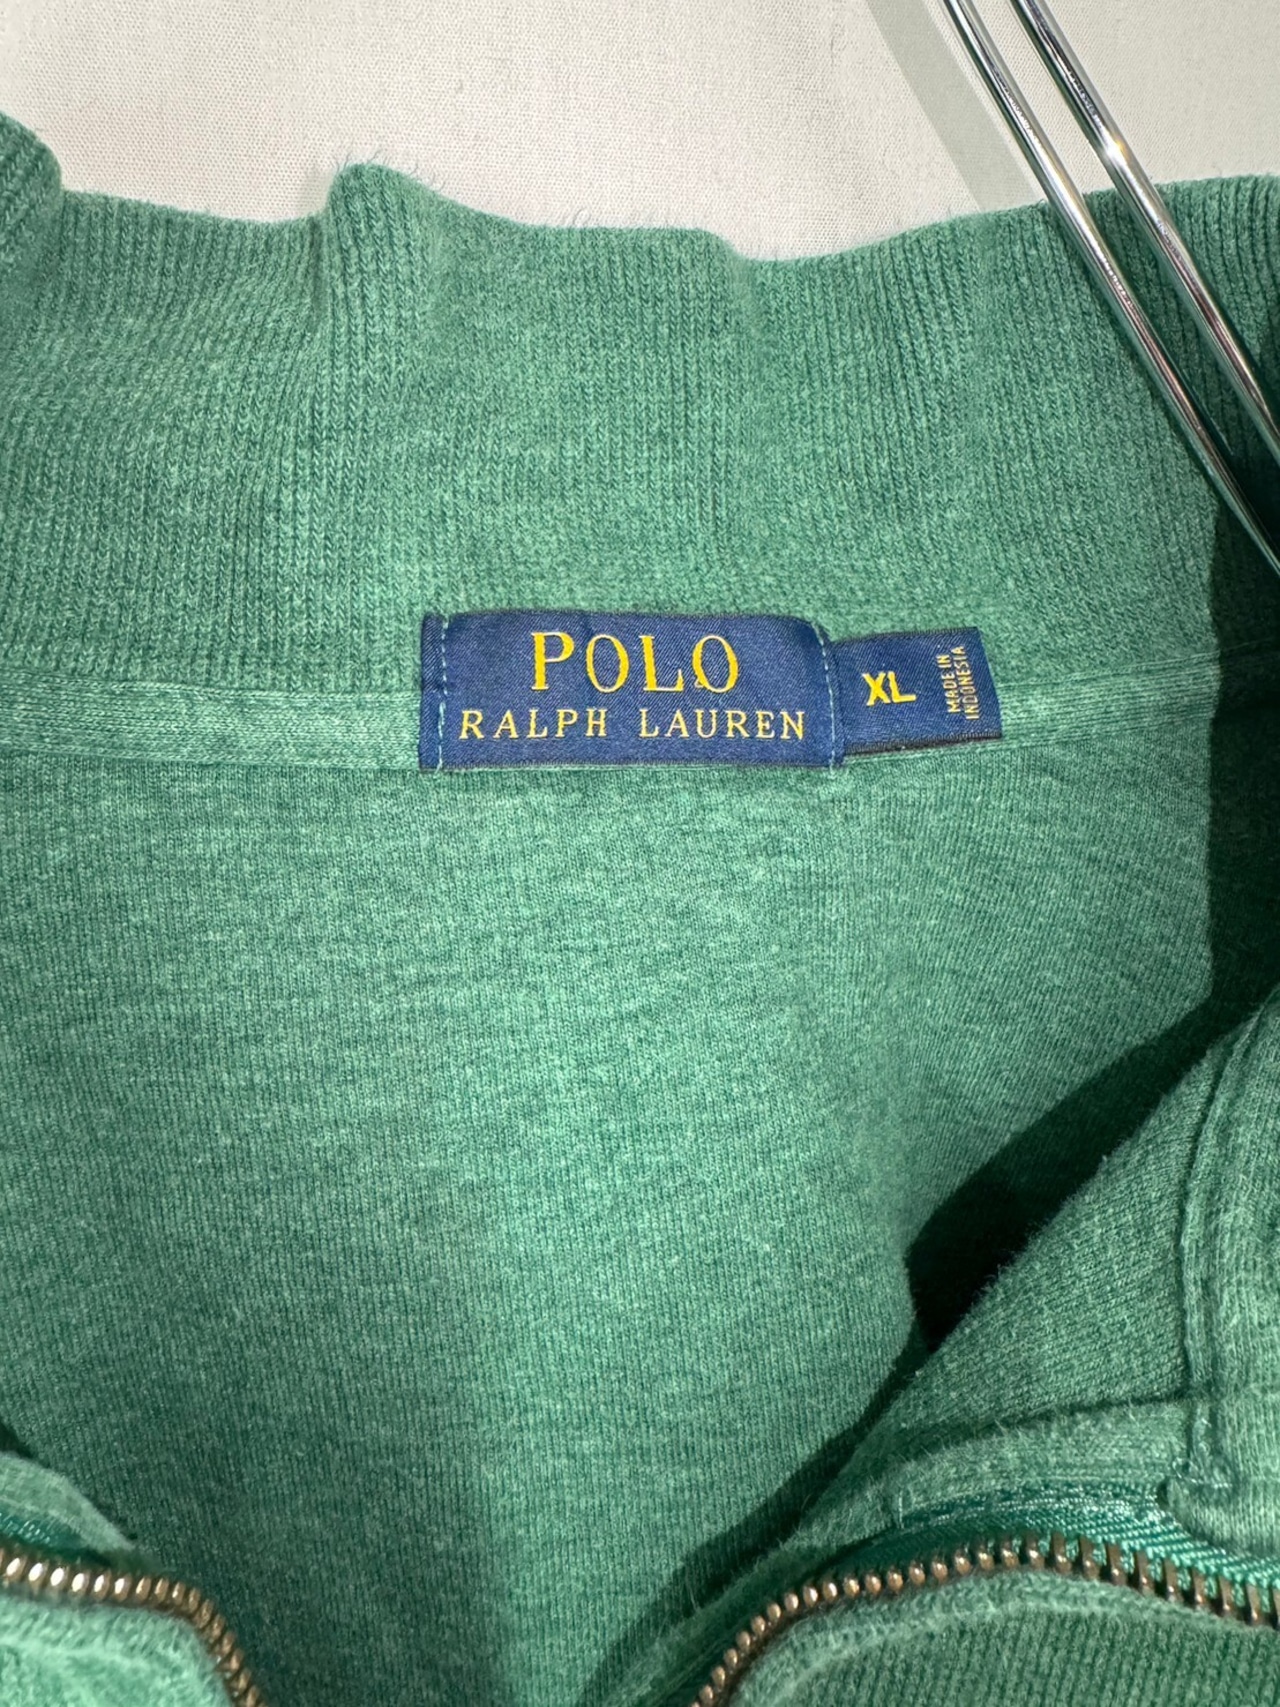 POLO
RALPH LAUREN
XL
MADE IN
INDONESIA